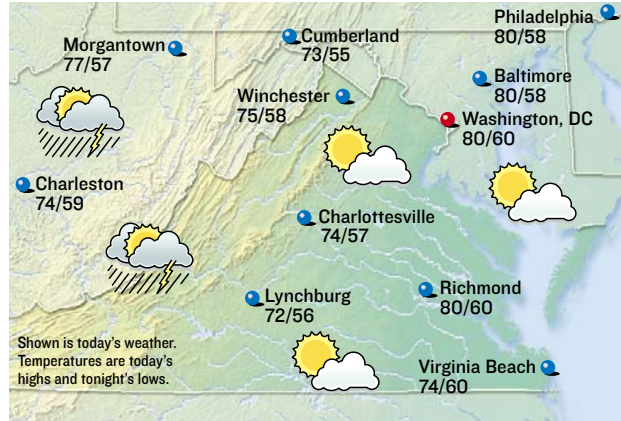 Philadelphia
80/58
Cumberland
73/55
Morgantown
77/57
Baltimore
80/58
Winchester
75/58
Washington, DC
80/60
Charleston
74/59
Charlottesville
74/57
Richmond
80/60
Lynchburg
72/56
Shown is today's weather.
Temperatures are today's
highs and tonight's lows.
Virginia Beach
74/60